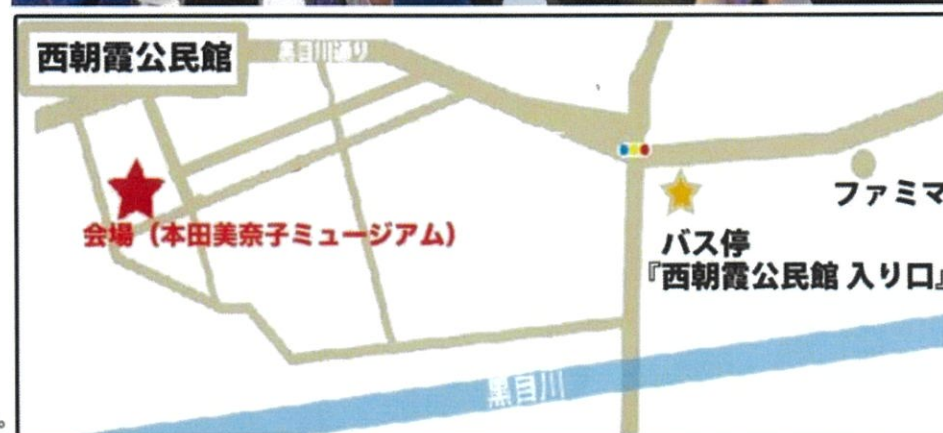 西朝霞公民館
黒目川通り
会場（本田美奈子ミュージアム）
ファミマ
バス停
『西朝霞公民館 入り口』
黒目川
。